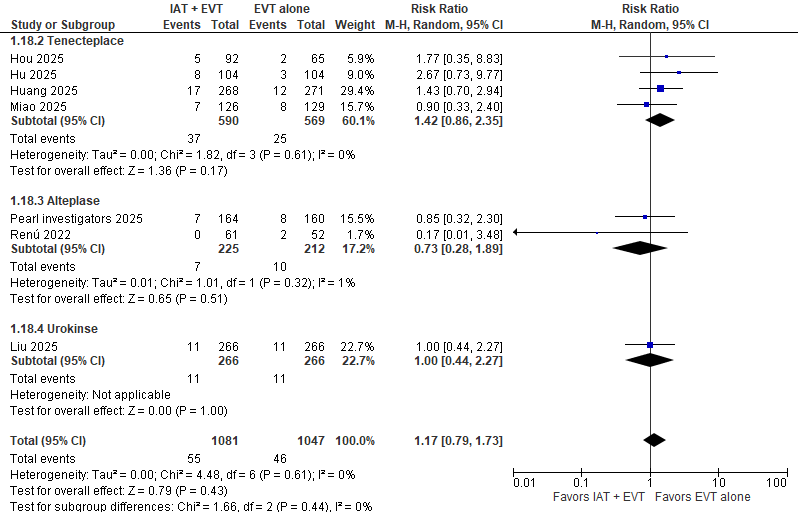 IAT + EVT EVT alone Risk Ratio Risk Ratio
Study or Subgroup Events Total Events Total Weight M-H, Random, 95% CI M-H, Random, 95% CI
1.18.2 Tenecteplace
Hou 2025 5 92 2 65 5.9% 1.77 [0.35, 8.83]
Hu 2025 8 104 3 104 9.0% 2.67 [0.73, 9.77]
Huang 2025 17 268 12 271 29.4% 1.43 [0.70, 2.94]
Miao 2025 7 126 8 129 15.7% 0.90 [0.33, 2.40]
Subtotal (95% CI) 590 569 60.1% 1.42 [0.86, 2.35]
Total events 37 25
Heterogeneity: Tau² = 0.00; Chi² = 1.82, df = 3 (P = 0.61); I² = 0%
Test for overall effect: Z = 1.36 (P = 0.17)
1.18.3 Alteplase
Pearl investigators 2025 7 164 8 160 15.5% 0.85 [0.32, 2.30]
Renú 2022 0 61 2 52 1.7% 0.17 [0.01, 3.48]
Subtotal (95% CI) 225 212 17.2% 0.73 [0.28, 1.89]
Total events 7 10
Heterogeneity: Tau² = 0.01; Chi² = 1.01, df = 1 (P = 0.32); I² = 1%
Test for overall effect: Z = 0.65 (P = 0.51)
1.18.4 Urokinse
Liu 2025 11 266 11 266 22.7% 1.00 [0.44, 2.27]
Subtotal (95% CI) 266 266 22.7% 1.00 [0.44, 2.27]
Total events 11 11
Heterogeneity: Not applicable
Test for overall effect: Z = 0.00 (P = 1.00)
Total (95% CI) 1081 1047 100.0% 1.17 [0.79, 1.73]
Total events 55 46
Heterogeneity: Tau² = 0.00; Chi² = 4.48, df = 6 (P = 0.61); I² = 0%
Test for overall effect: Z = 0.79 (P = 0.43)
Test for subgroup differences: Chi² = 1.66, df = 2 (P = 0.44), I² = 0%
0.01 0.1 1 10 100
Favors IAT + EVT Favors EVT alone